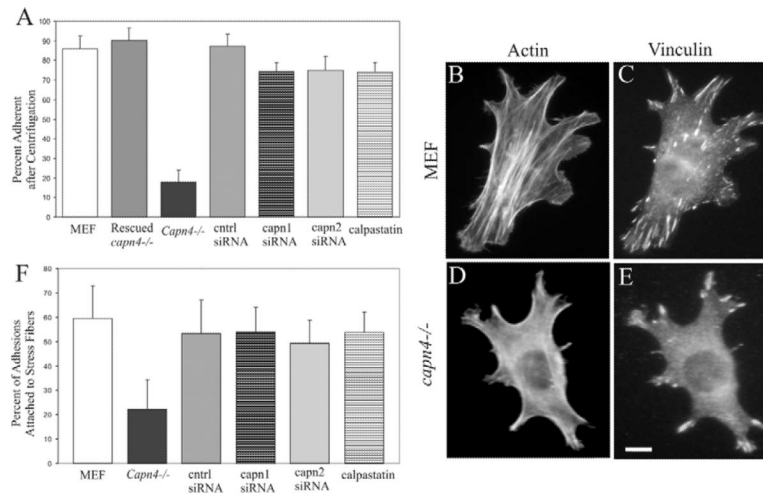 A
100
90
80
70
60
50
40
30
20
10
0
Percent Adherent
after Centrifugation
MEF
Rescued
capn4-/-
Capn4-/-
cntrl
siRNA
capn1
siRNA
capn2
siRNA
calpastatin
F
80
70
60
50
40
30
20
10
0
Percent of Adhesions
Attached to Stress Fibers
MEF
Capn4-/-
cntrl
siRNA
capn1
siRNA
capn2
siRNA
calpastatin
Actin
Vinculin
MEF
B
C
capn4-/-
D
E